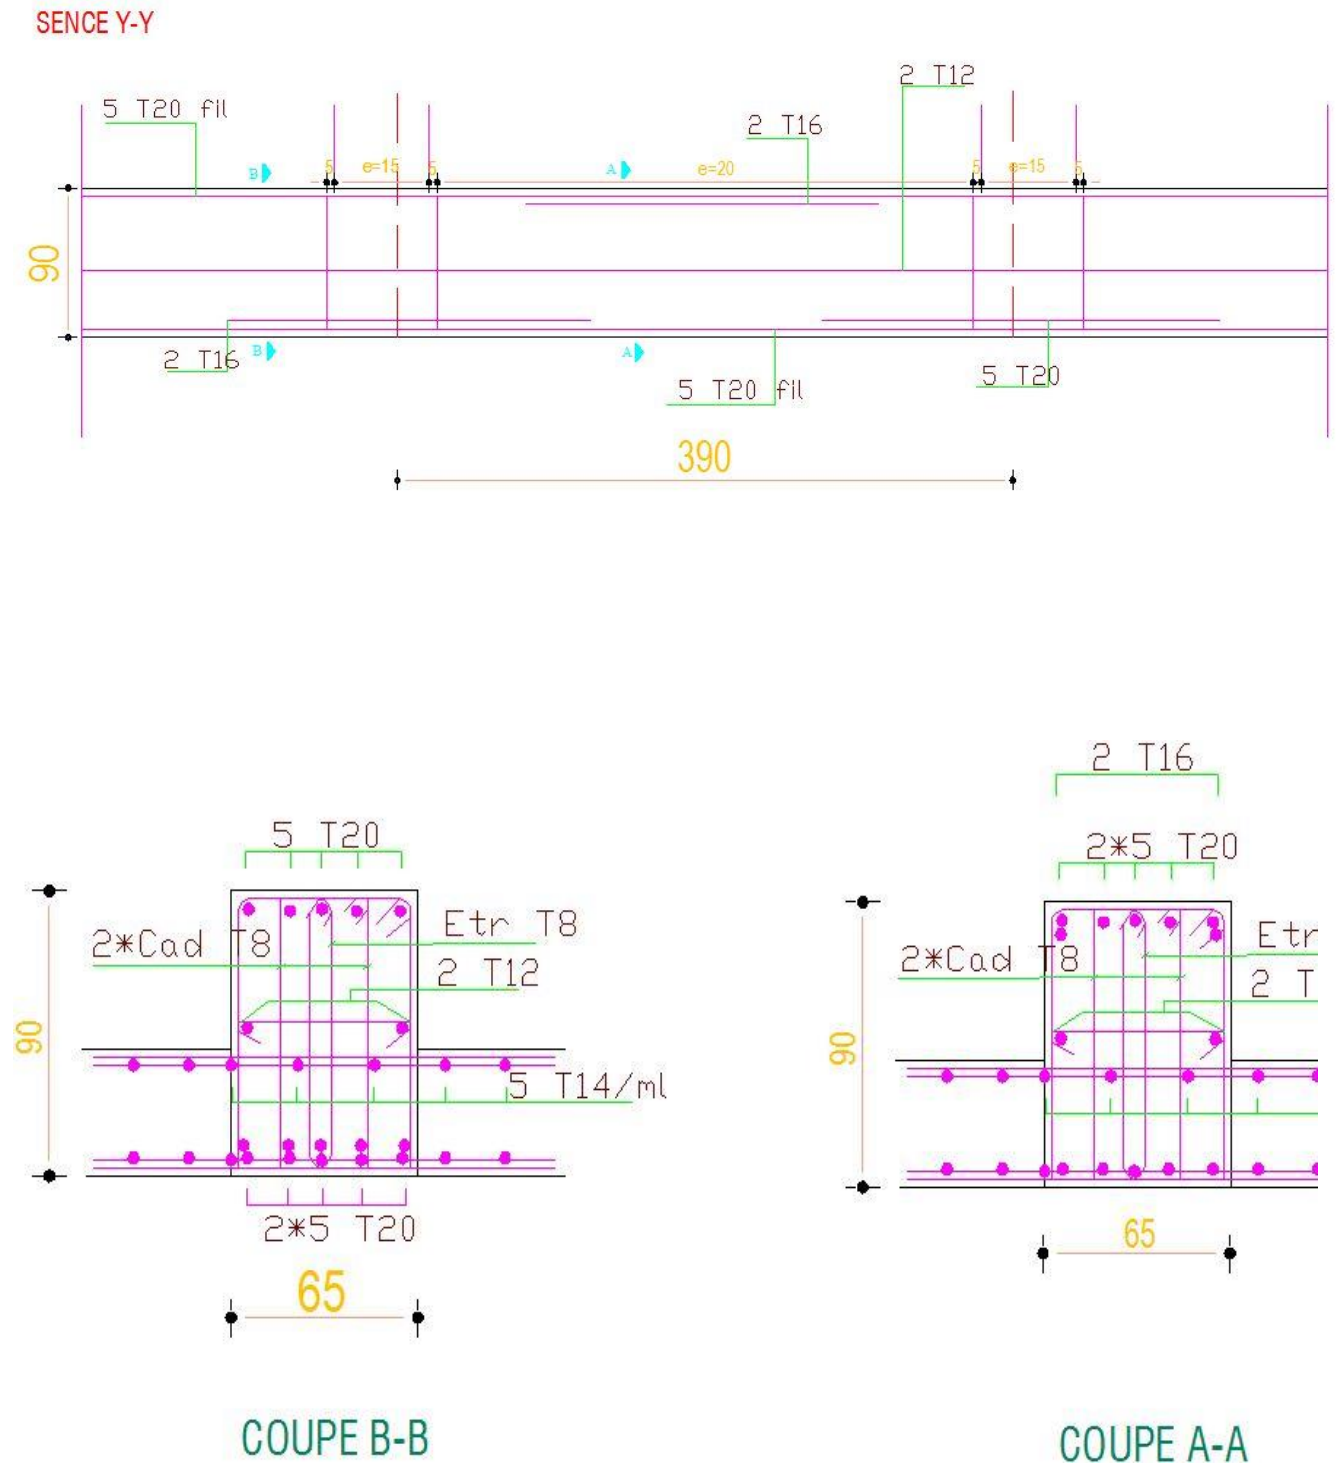 SENCE Y-Y
2 T12
5 T20 fil
2 T16
B
5
e=15
5
A
e=20
5
e=15
5
90
2 T16
B
A
5 T20 fil
5 T20
390
2 T16
5 T20
2*5 T20
Etr T8
2*Cad T8
2 T12
Etr
2*Cad T8
2 T
90
90
5 T14/ml
2*5 T20
65
65
COUPE B-B
COUPE A-A